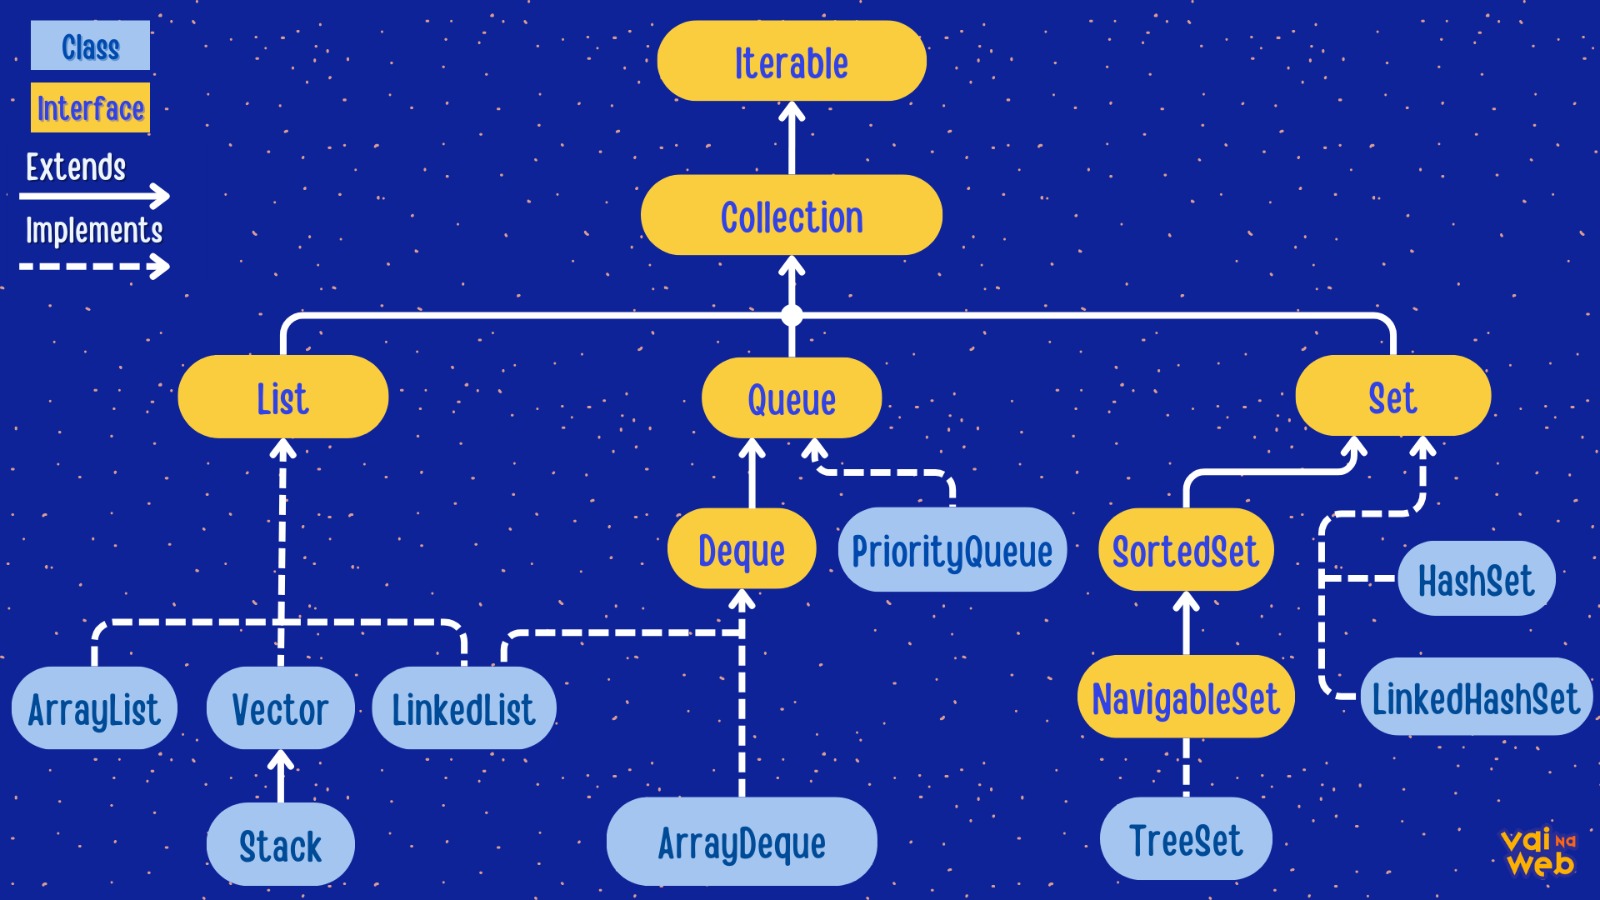 Class
Interface
Extends
Implements
Iterable
Collection
List
Queue
Set
Deque
PriorityQueue
SortedSet
HashSet
ArrayList
Vector
LinkedList
NavigableSet
LinkedHashSet
Stack
ArrayDeque
TreeSet
vai na
web